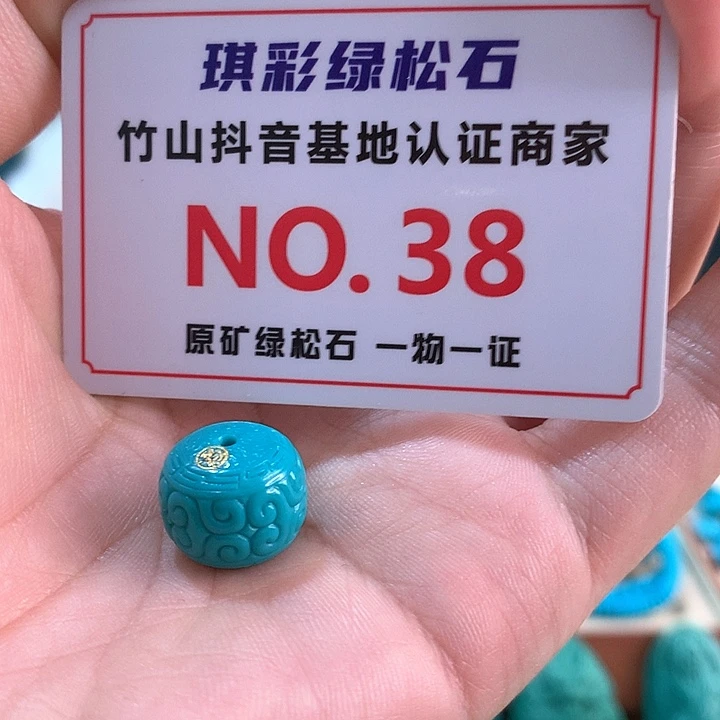 琪彩绿松石
竹山抖音基地认证商家
NO.38
原矿绿松石 一物一证